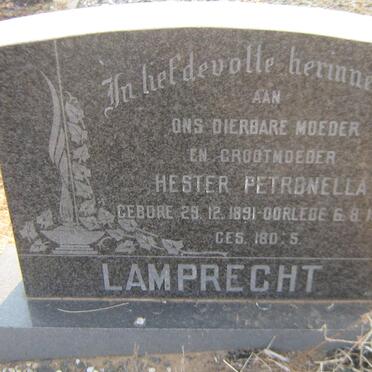 In liefdevolle herinne
AAN
ONS DIERBARE MOEDER
EN GROOTMOEDER
HESTER PETRONELLA
GEBORE 29.12.1891-OORLEDE 6.8.1
GES. 180:5.
LAMPRECHT